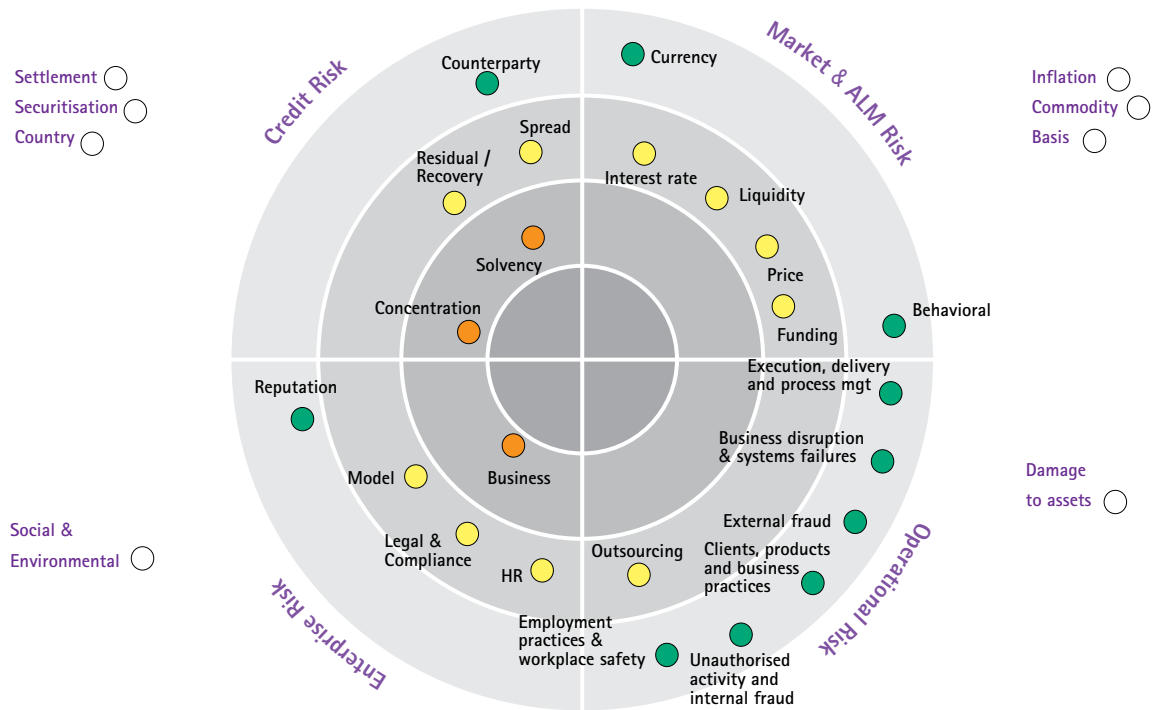 Credit Risk
Market & ALM Risk
Settlement
Securitisation
Country
Inflation
Commodity
Basis
Counterparty
Currency
Spread
Residual /
Recovery
Interest rate
Liquidity
Solvency
Price
Concentration
Funding
Behavioral
Execution, delivery
and process mgt
Reputation
Business disruption
& systems failures
Model
Business
Damage
to assets
External fraud
Social &
Environmental
Legal &
Compliance
HR
Outsourcing
Clients, products
and business
practices
Employment
practices &
workplace safety
Unauthorised
activity and
internal fraud
Enterprise Risk
Operational Risk